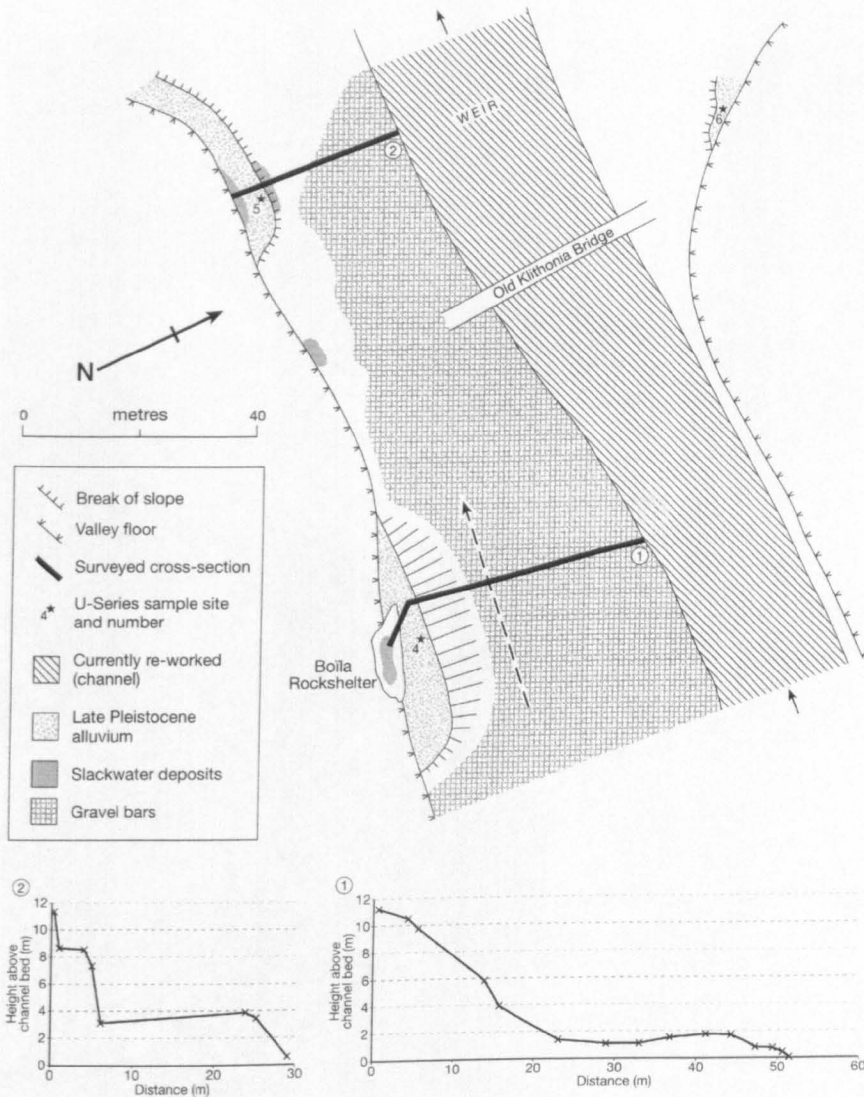 WEIR
②
5
6
Old Klithonia Bridge
N
0 metres 40
Break of slope
Valley floor
Surveyed cross-section
4 U-Series sample site
and number
Currently re-worked
(channel)
Late Pleistocene
alluvium
Slackwater deposits
Gravel bars
①
4
Boïla
Rockshelter
②
Height above
channel bed (m)
12
10
8
6
4
2
0
0 10 20 30
Distance (m)
①
Height above
channel bed (m)
12
10
8
6
4
2
0
0 10 20 30 40 50 60
Distance (m)